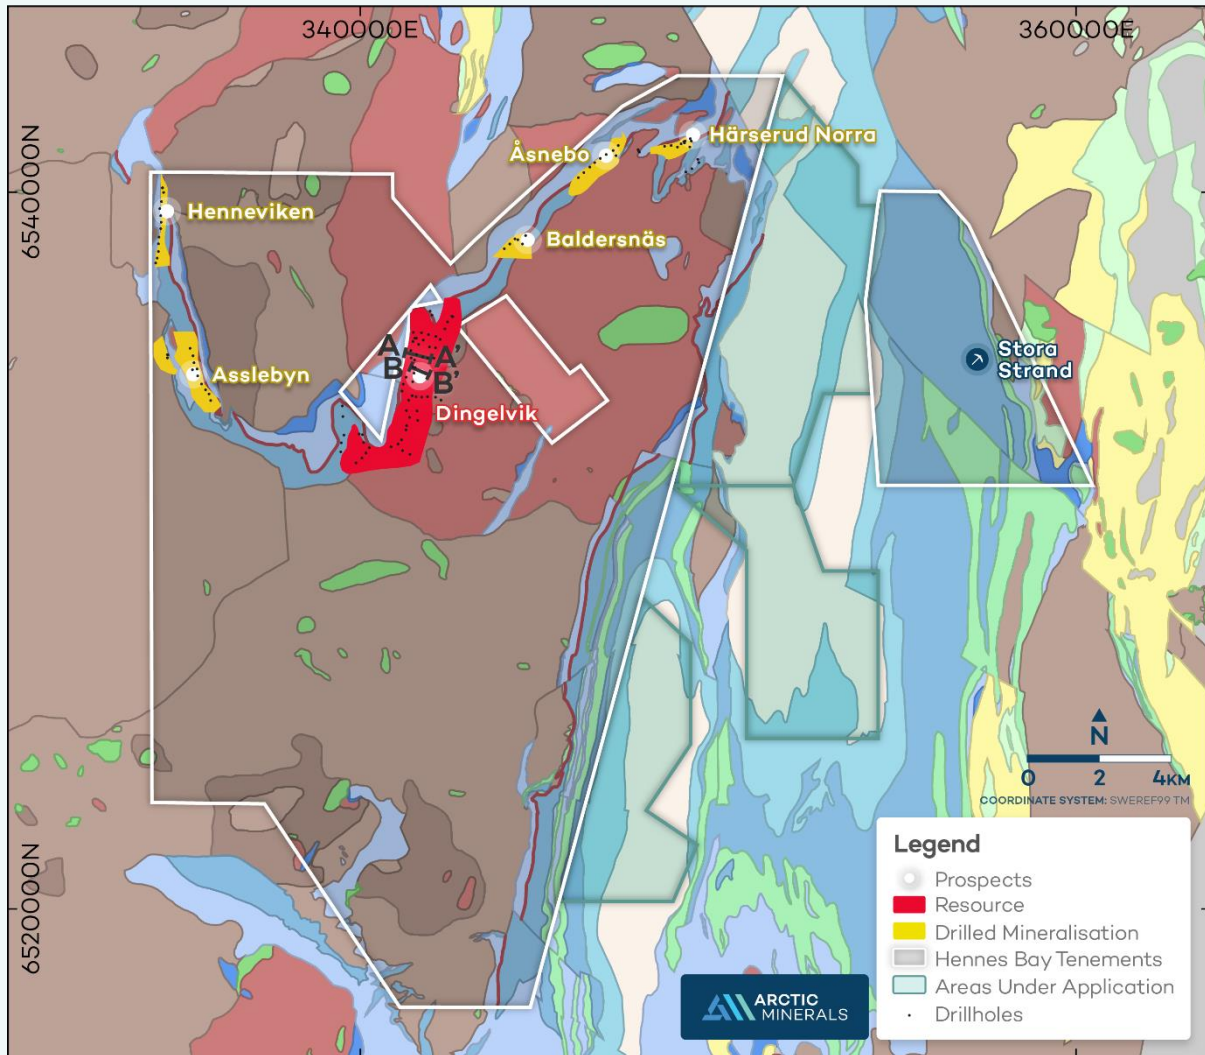 340000E
360000E
Härserud Norra
Åsnebo
6540000N
Henneviken
Baldersnäs
A A'
B B'
Stora
Strand
Asslebyn
Dingelvik
N
0 2 4KM
COORDINATE SYSTEM: SWEREF99 TM
6520000N
Legend
Prospects
Resource
Drilled Mineralisation
Hennes Bay Tenements
Areas Under Application
Drillholes
ARCTIC
MINERALS